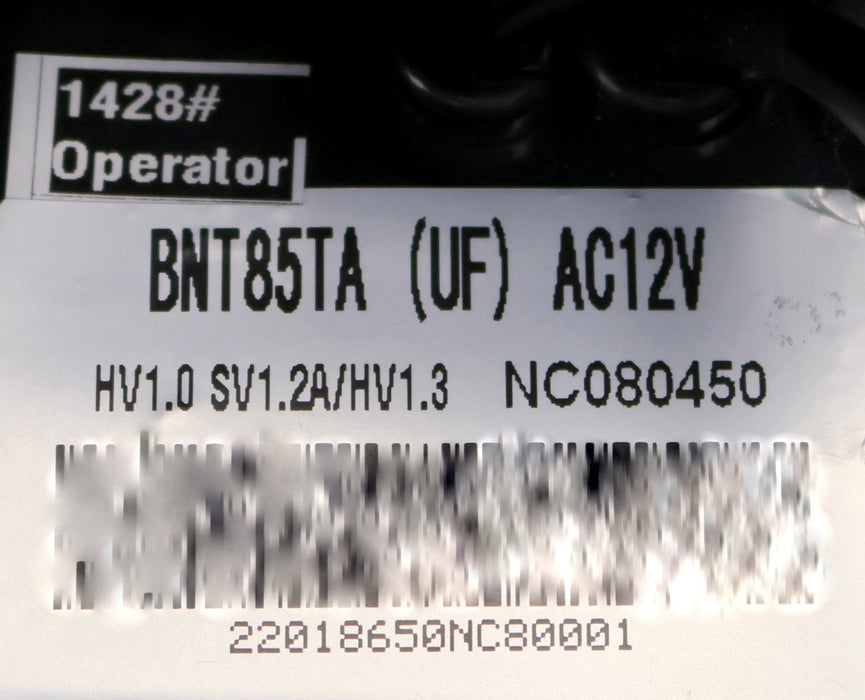 1428#
Operator
BNT85TA (UF) AC12V
HV1.0 SV1.2A/HV1.3 NC080450
22018650NC80001